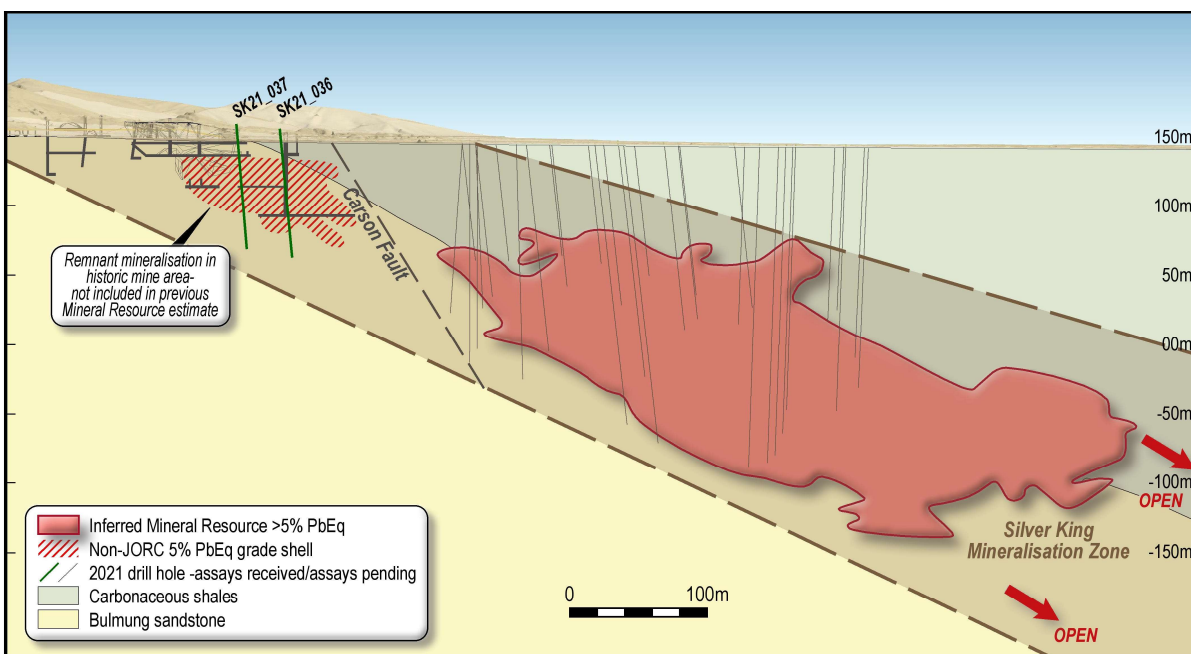 SK21_037
SK21_036
150m
100m
50m
00m
-50m
-100m
-150m
Carson Fault
Remnant mineralisation in
historic mine area-
not included in previous
Mineral Resource estimate
OPEN
Silver King
Mineralisation Zone
OPEN
Inferred Mineral Resource >5% PbEq
Non-JORC 5% PbEq grade shell
2021 drill hole -assays received/assays pending
Carbonaceous shales
Bulmung sandstone
0 100m